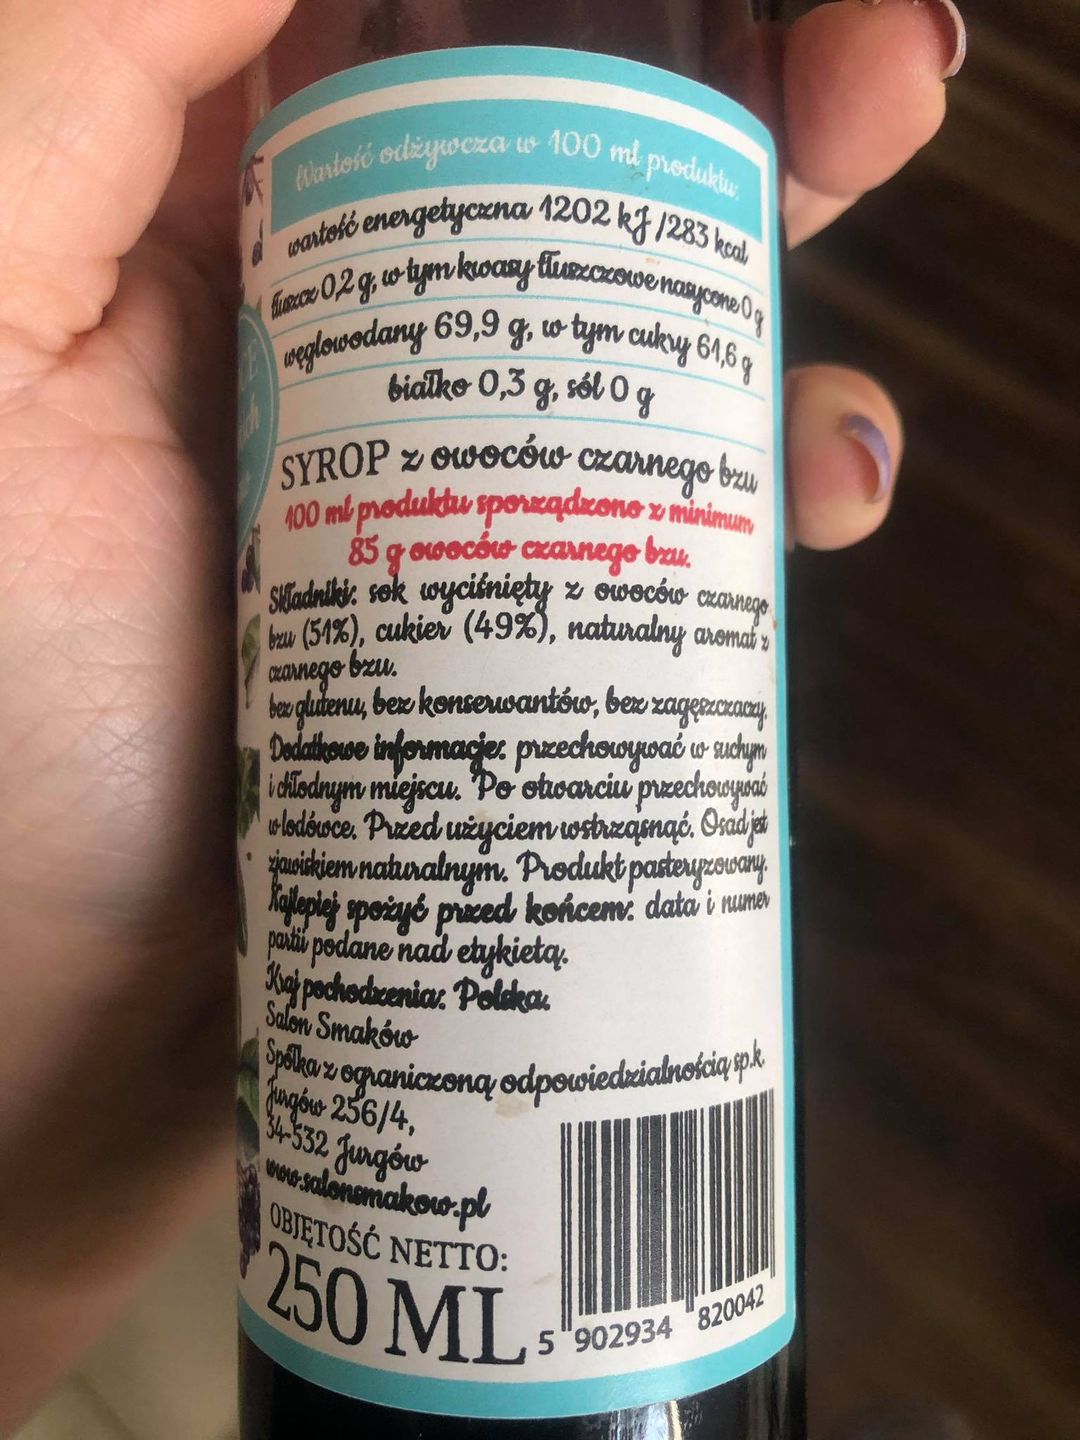 Wartość odżywcza w 100 ml produktu:
wartość energetyczna 1202 kJ /283 kcal
tłuszcz 0,2 g, w tym kwasy tłuszczowe nasycone 0 g
węglowodany 69,9 g, w tym cukry 61,6 g
białko 0,3 g, sól 0 g
SYROP z owoców czarnego bzu
100 ml produktu sporządzono z minimum
85 g owoców czarnego bzu.
Składniki: sok wyciśnięty z owoców czarnego
bzu (51%), cukier (49%), naturalny aromat z
czarnego bzu.
bez glutenu, bez konserwantów, bez zagęszczaczy.
Dodatkowe informacje: przechowywać w suchym
i chłodnym miejscu. Po otwarciu przechowywać
w lodówce. Przed użyciem wstrząsnąć. Osad jest
zjawiskiem naturalnym. Produkt pasteryzowany.
Najlepiej spożyć przed końcem: data i numer
partii podane nad etykietą.
Kraj pochodzenia: Polska.
Salon Smaków
Spółka z ograniczoną odpowiedzialnością sp.k.
Jurgów 256/4,
34-532 Jurgów
www.salonsmakow.pl
OBJĘTOŚĆ NETTO:
250 ML
5 902934 820042